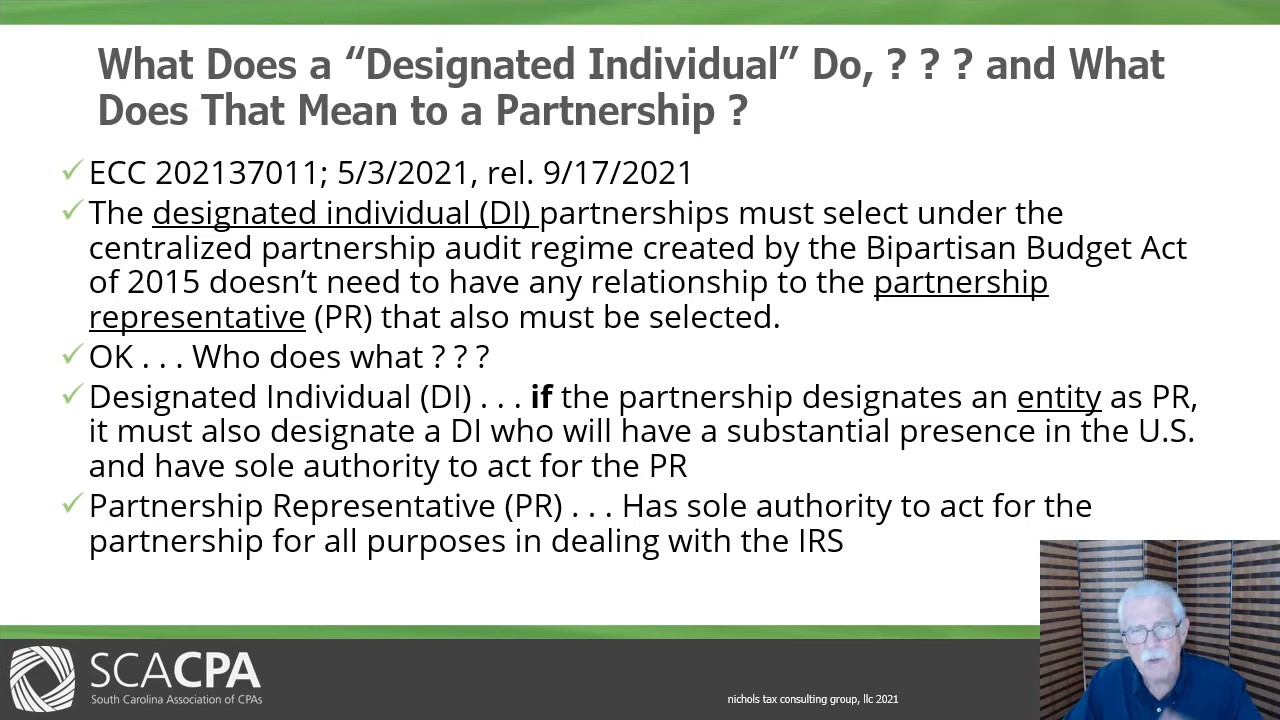 What Does a “Designated Individual” Do, ? ? ? and What
Does That Mean to a Partnership ?
ECC 202137011; 5/3/2021, rel. 9/17/2021
The designated individual (DI) partnerships must select under the
centralized partnership audit regime created by the Bipartisan Budget Act
of 2015 doesn’t need to have any relationship to the partnership
representative (PR) that also must be selected.
OK . . . Who does what ? ? ?
Designated Individual (DI) . . . if the partnership designates an entity as PR,
it must also designate a DI who will have a substantial presence in the U.S.
and have sole authority to act for the PR
Partnership Representative (PR) . . . Has sole authority to act for the
partnership for all purposes in dealing with the IRS
SCACPA
South Carolina Association of CPAs
nichols tax consulting group, llc 2021